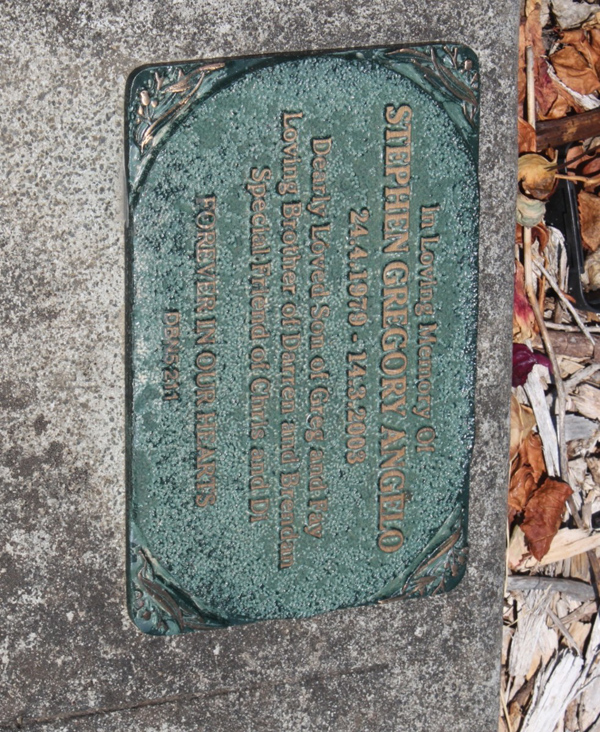 In Loving Memory Of
STEPHEN GREGORY ANGELO
24.4.1970 - 14.3.2003
Dearly Loved Son of Greg and Fay
Loving Brother of Darren and Brendan
Special Friend of Chris and Di
FOREVER IN OUR HEARTS